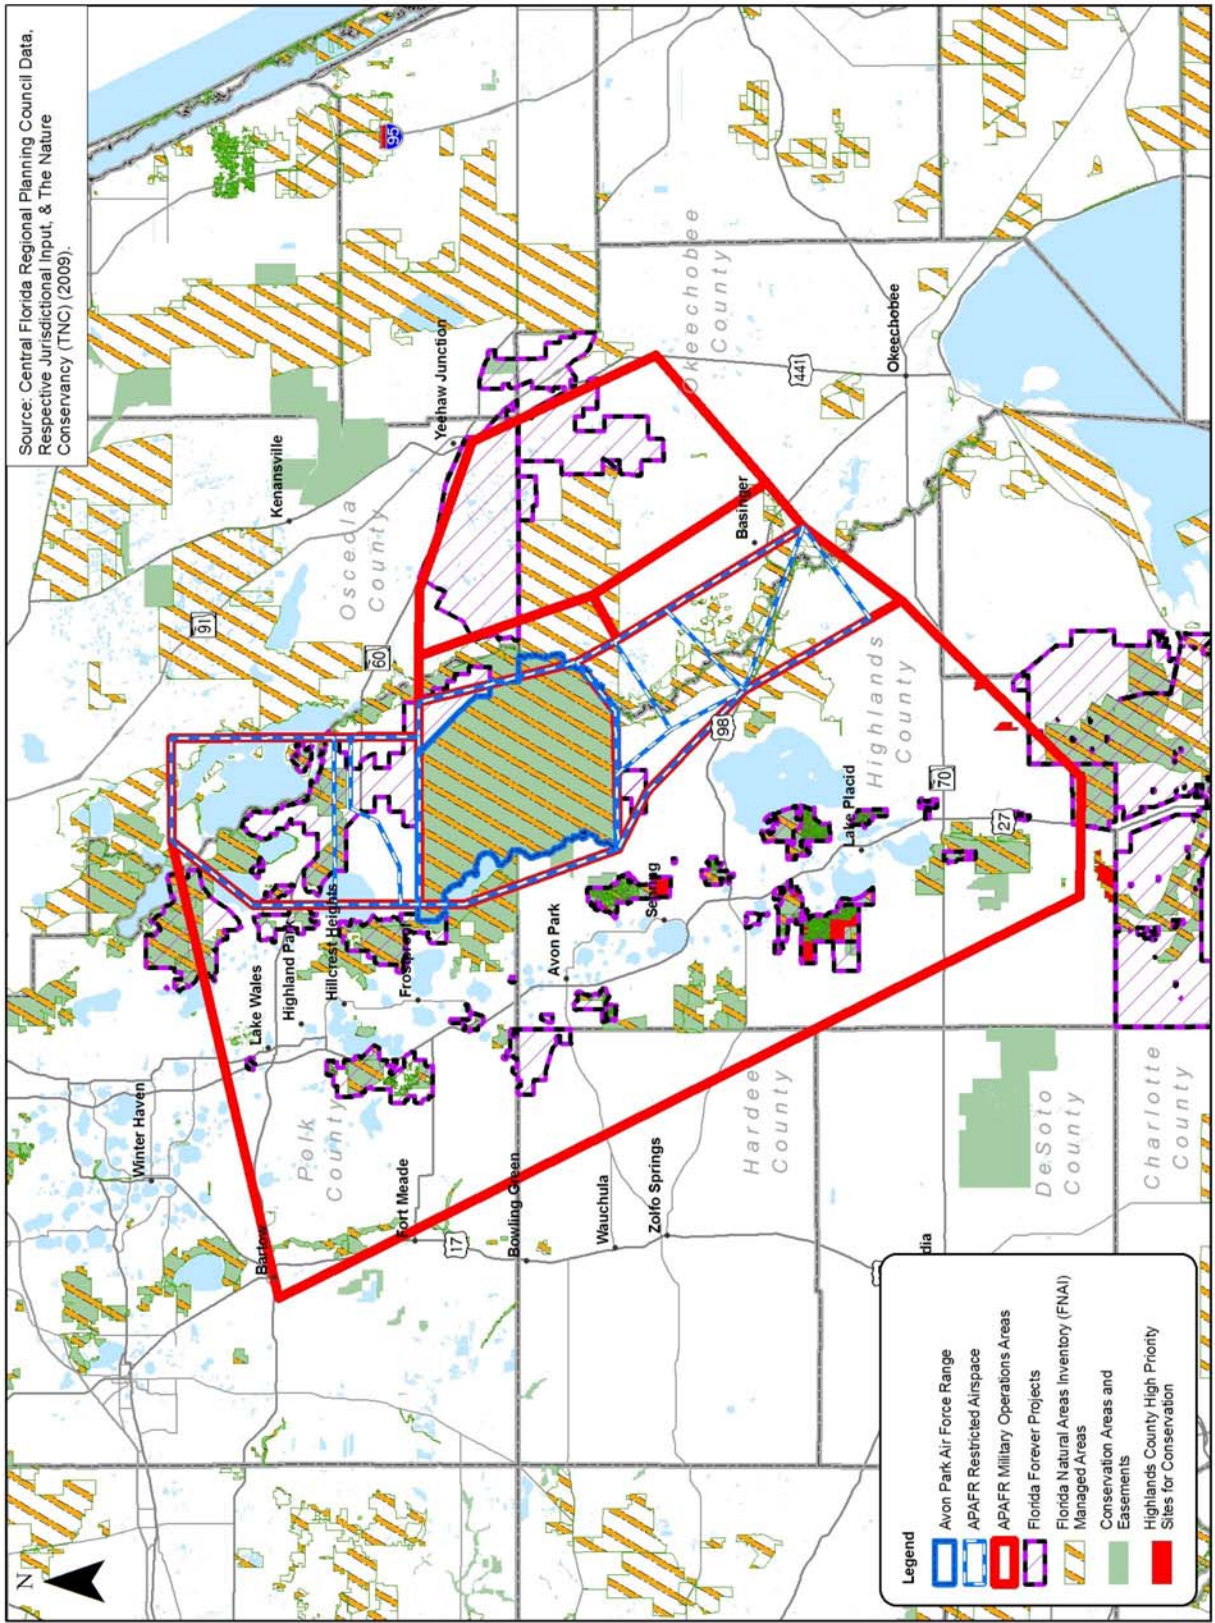 Source: Central Florida Regional Planning Council Data,
Respective Jurisdictional Input, & The Nature
Conservancy (TNC) (2009).
N
95
Kenansville
Yeehaw Junction
Osceola
County
91
60
Okeechobee
County
441
Okeechobee
Basinger
Highlands
County
98
70
27
Lake Placid
Sebring
Avon Park
Frostproof
Hillcrest Heights
Highland Park
Lake Wales
Winter Haven
Polk
County
Bartow
Fort Meade
17
Bowling Green
Wauchula
Zolfo Springs
Hardee
County
DeSoto
County
Charlotte
County
dia
Legend
Avon Park Air Force Range
APAFR Restricted Airspace
APAFR Military Operations Areas
Florida Forever Projects
Florida Natural Areas Inventory (FNAI)
Managed Areas
Conservation Areas and
Easements
Highlands County High Priority
Sites for Conservation